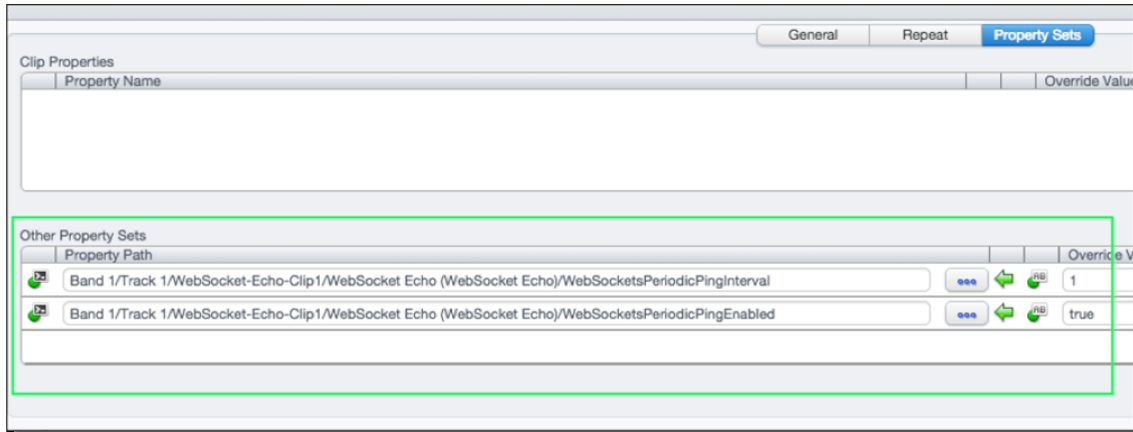 General Repeat Property Sets
Clip Properties
Property Name Override Value
Other Property Sets
Property Path Override V
Band 1/Track 1/WebSocket-Echo-Clip1/WebSocket Echo (WebSocket Echo)/WebSocketsPeriodicPingInterval 1
Band 1/Track 1/WebSocket-Echo-Clip1/WebSocket Echo (WebSocket Echo)/WebSocketsPeriodicPingEnabled true